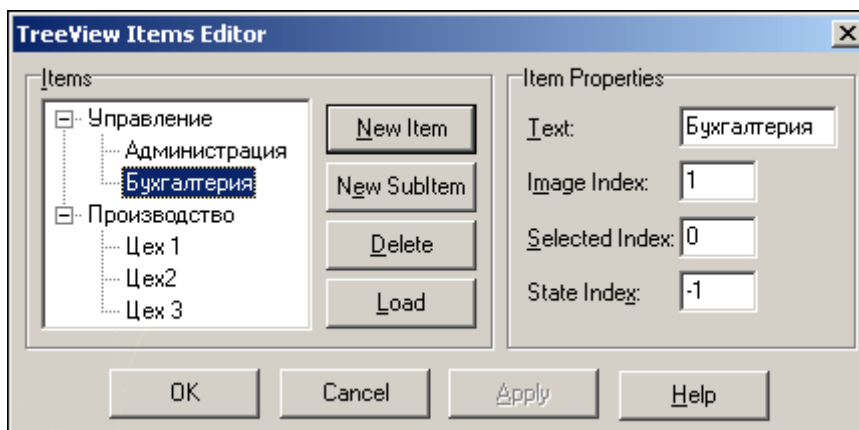 TreeView Items Editor
Items
Управление
Администрация
Бухгалтерия
Производство
Цех 1
Цех2
Цех 3
New Item
New SubItem
Delete
Load
Item Properties
Text: Бухгалтерия
Image Index: 1
Selected Index: 0
State Index: -1
OK Cancel Apply Help